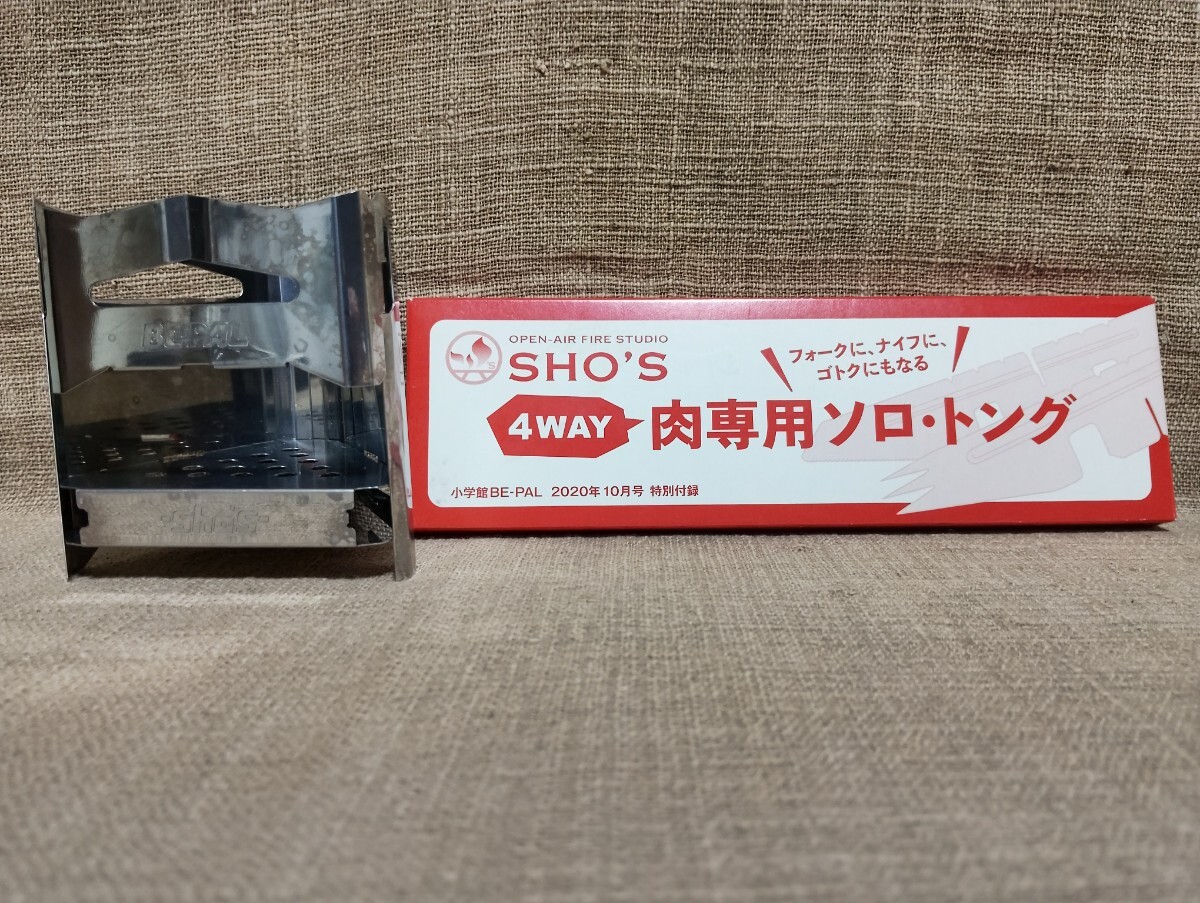 BE-PAL
-sho's-
OPEN-AIR FIRE STUDIO
SHO'S
フォークに、ナイフに、
ゴトクにもなる
4WAY 肉専用ソロ・トング
小学館BE-PAL 2020年10月号 特別付録